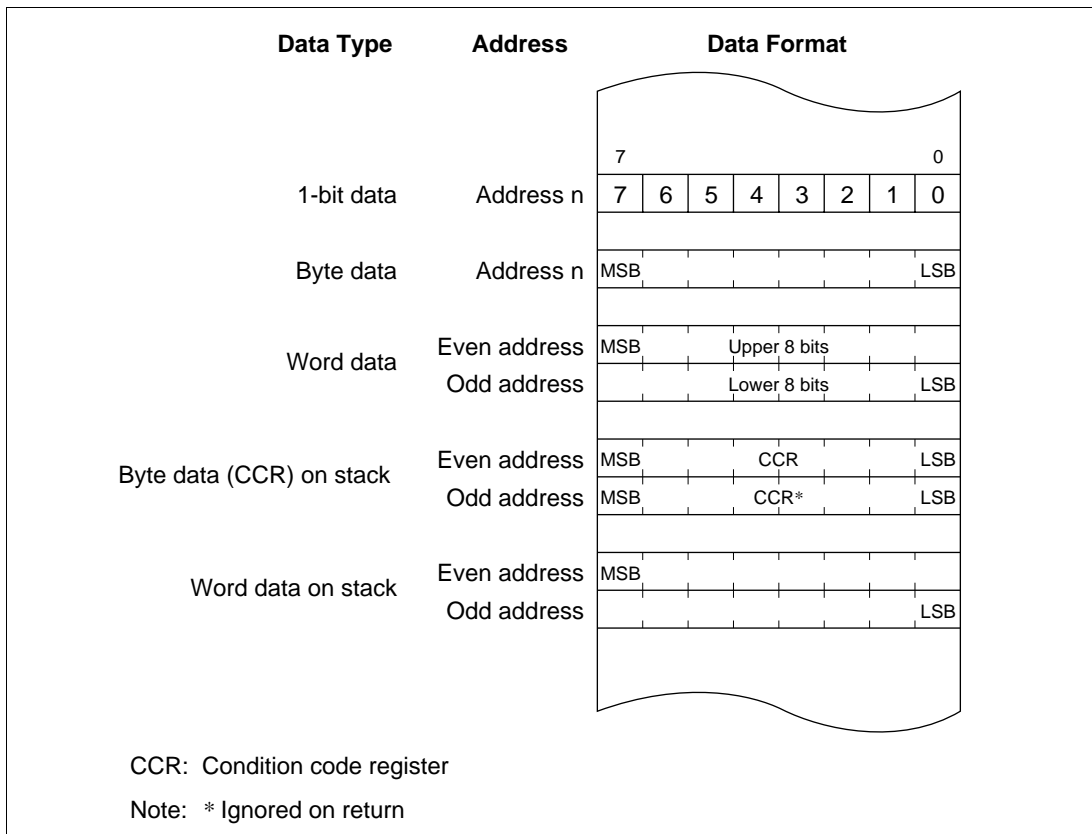 Data Type Address Data Format
7 0
1-bit data Address n 7 6 5 4 3 2 1 0
Byte data Address n MSB LSB
Word data
Even address MSB Upper 8 bits
Odd address Lower 8 bits LSB
Byte data (CCR) on stack
Even address MSB CCR LSB
Odd address MSB CCR* LSB
Word data on stack
Even address MSB
Odd address LSB
CCR: Condition code register
Note: * Ignored on return